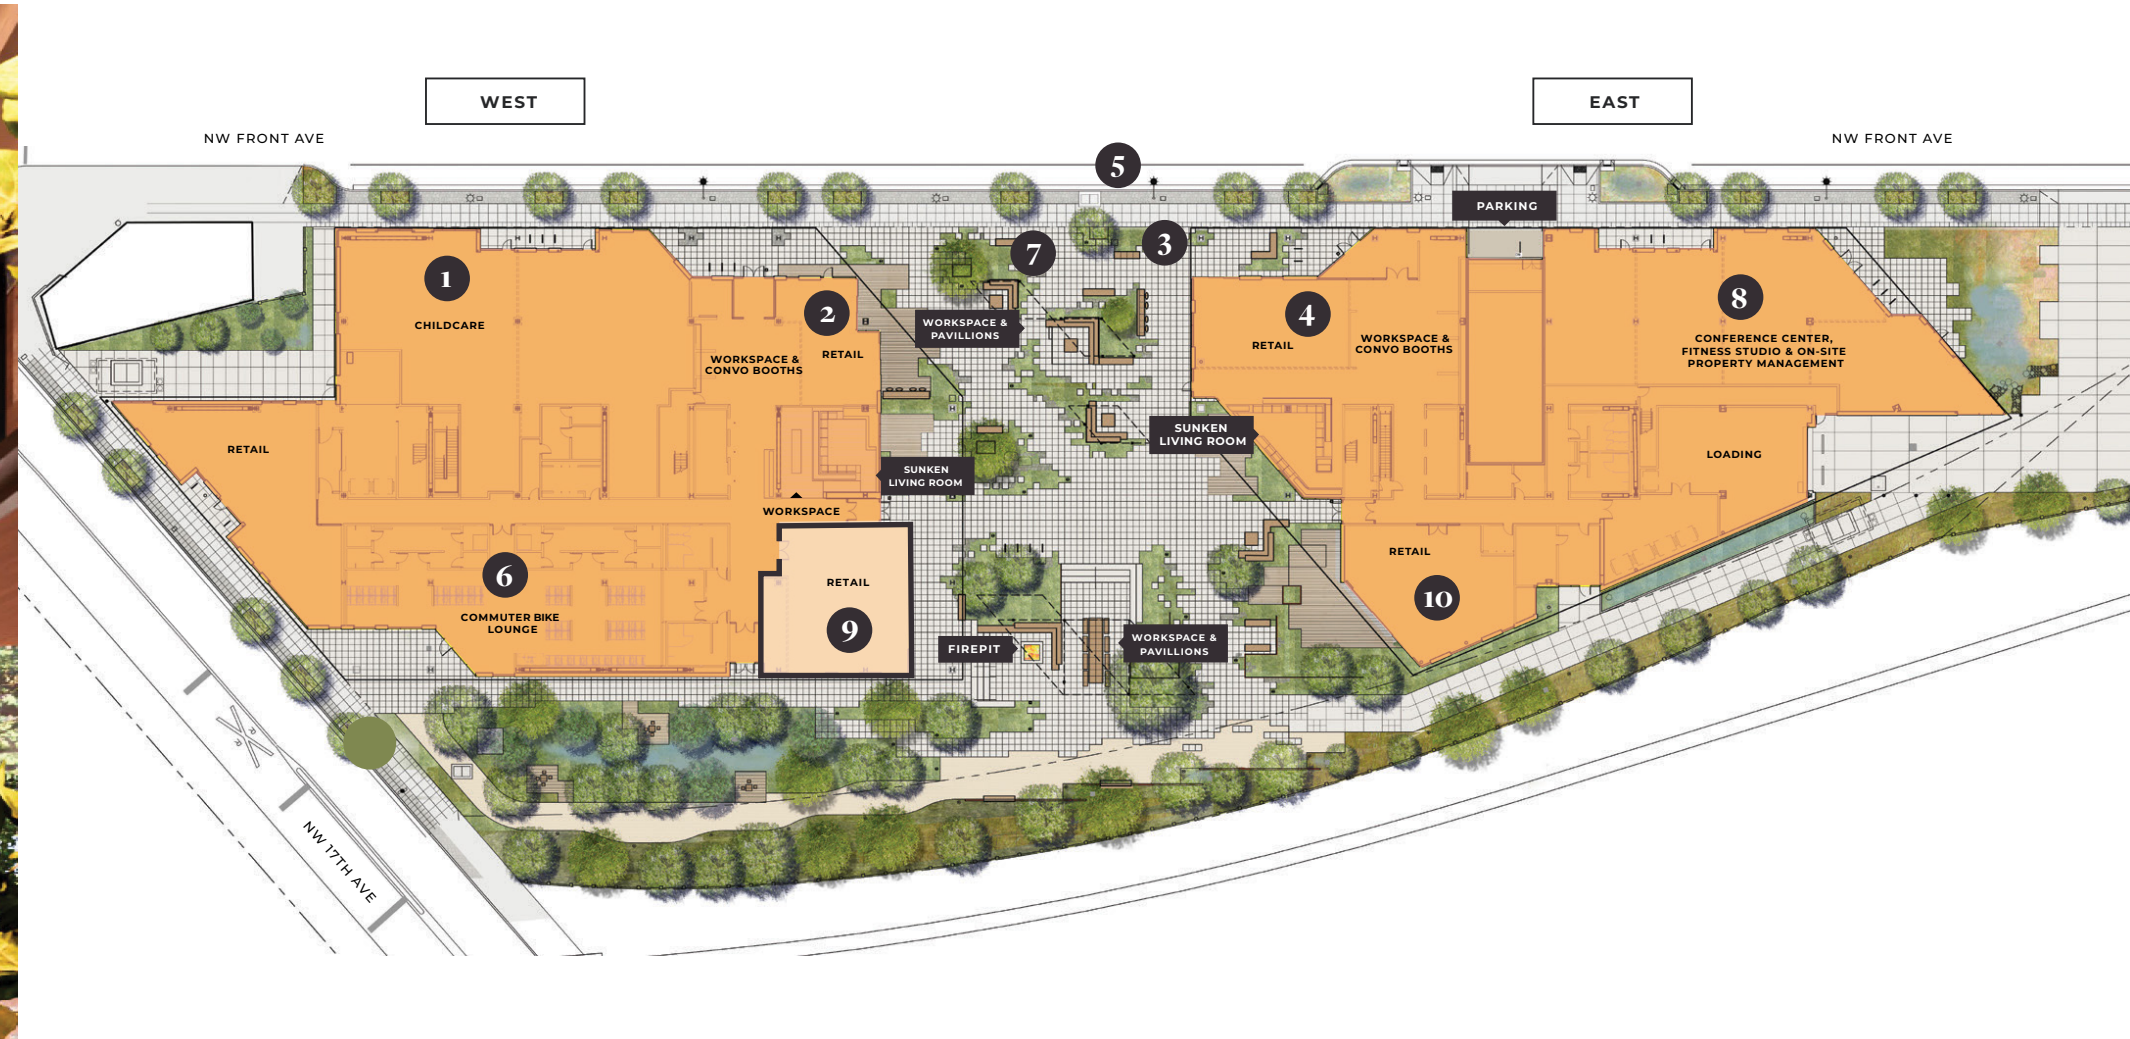 WEST
EAST
NW FRONT AVE
NW FRONT AVE
5
PARKING
3
7
1
CHILDCARE
2
RETAIL
WORKSPACE &
CONVO BOOTHS
WORKSPACE &
PAVILLIONS
4
RETAIL
WORKSPACE &
CONVO BOOTHS
8
CONFERENCE CENTER,
FITNESS STUDIO & ON-SITE
PROPERTY MANAGEMENT
RETAIL
SUNKEN
LIVING ROOM
SUNKEN
LIVING ROOM
LOADING
WORKSPACE
6
COMMUTER BIKE
LOUNGE
RETAIL
9
RETAIL
10
FIREPIT
WORKSPACE &
PAVILLIONS
R R
NW 17TH AVE